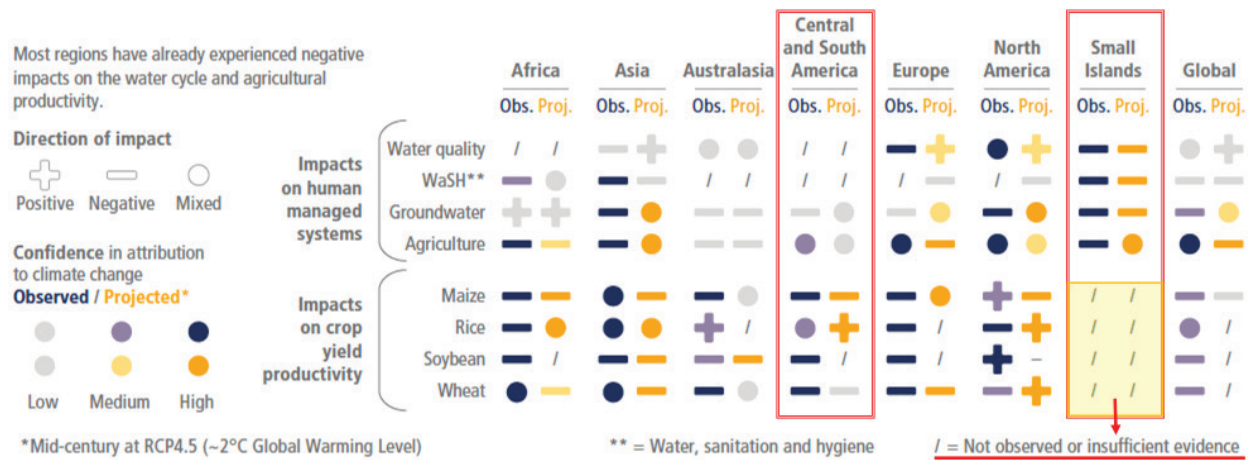 Most regions have already experienced negative
impacts on the water cycle and agricultural
productivity.
Direction of impact
Positive Negative Mixed
Confidence in attribution
to climate change
Observed / Projected*
Low Medium High
Africa Asia Australasia Central and South America Europe North America Small Islands Global
Obs. Proj. Obs. Proj. Obs. Proj. Obs. Proj. Obs. Proj. Obs. Proj. Obs. Proj. Obs. Proj.
Impacts
on human
managed
systems
Water quality / / / /
WaSH** / / / / / /
Groundwater
Agriculture
Impacts
on crop
yield
productivity
Maize / /
Rice / / / / /
Soybean / / / – / / /
Wheat / / /
*Mid-century at RCP4.5 (~2°C Global Warming Level)
** = Water, sanitation and hygiene
/ = Not observed or insufficient evidence